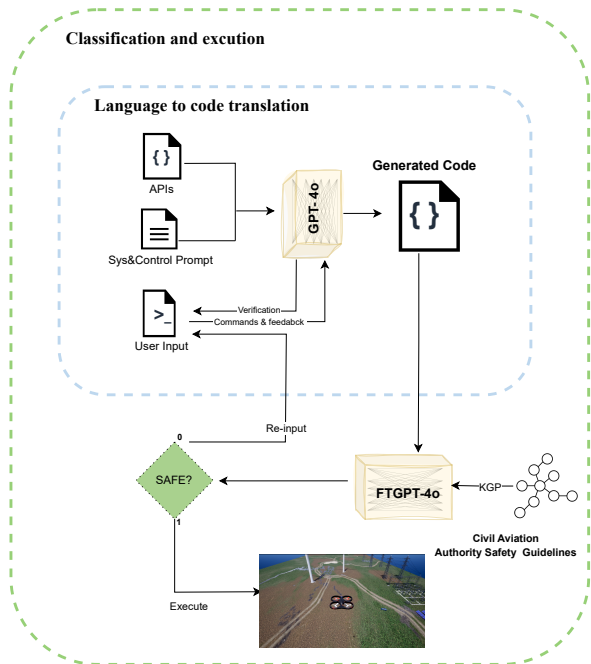 Classification and excution
Language to code translation
{ }
APIs
Sys&Control Prompt
GPT- 4o
Generated Code
{ }
Verification
Commands & feedabck
>_
User Input
Re-input
0
SAFE?
1
FTGPT-4o
KGP
Civil Aviation
Authority Safety Guidelines
Execute